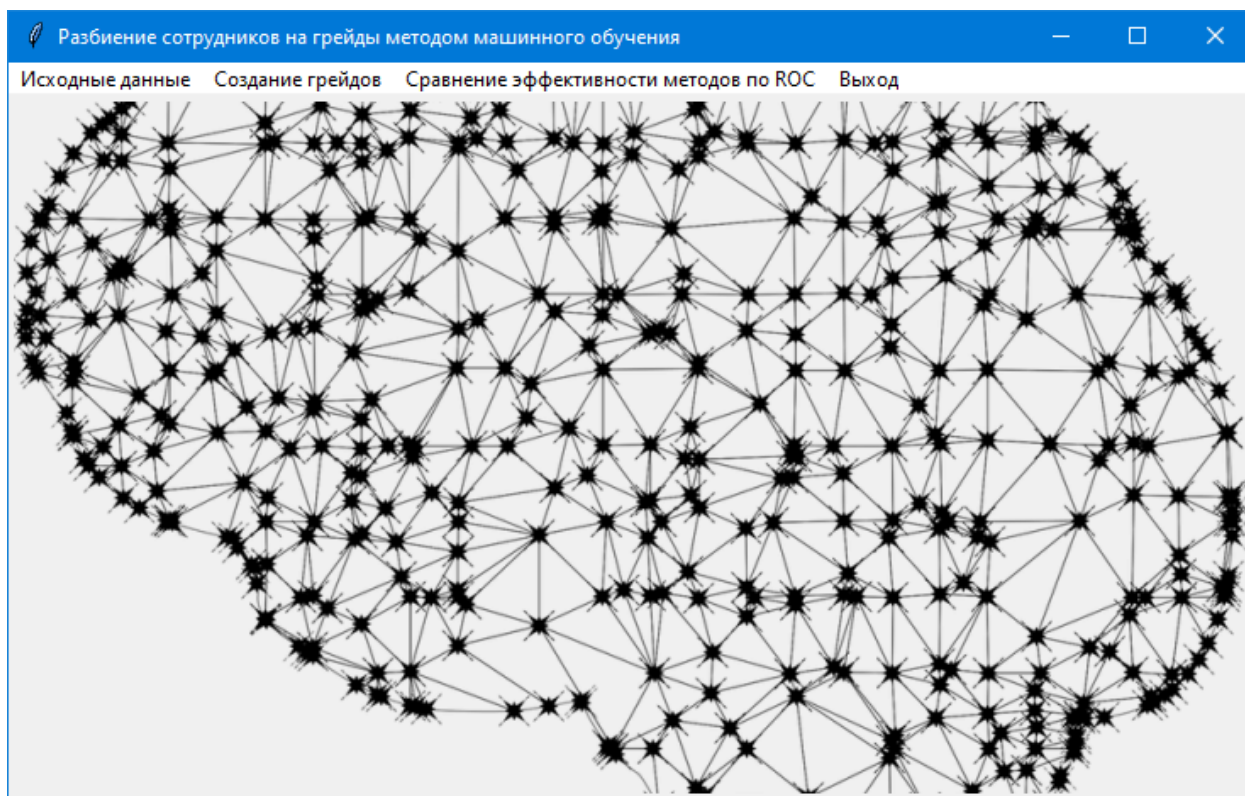 Разбиение сотрудников на грейды методом машинного обучения
Исходные данные Создание грейдов Сравнение эффективности методов по ROC Выход